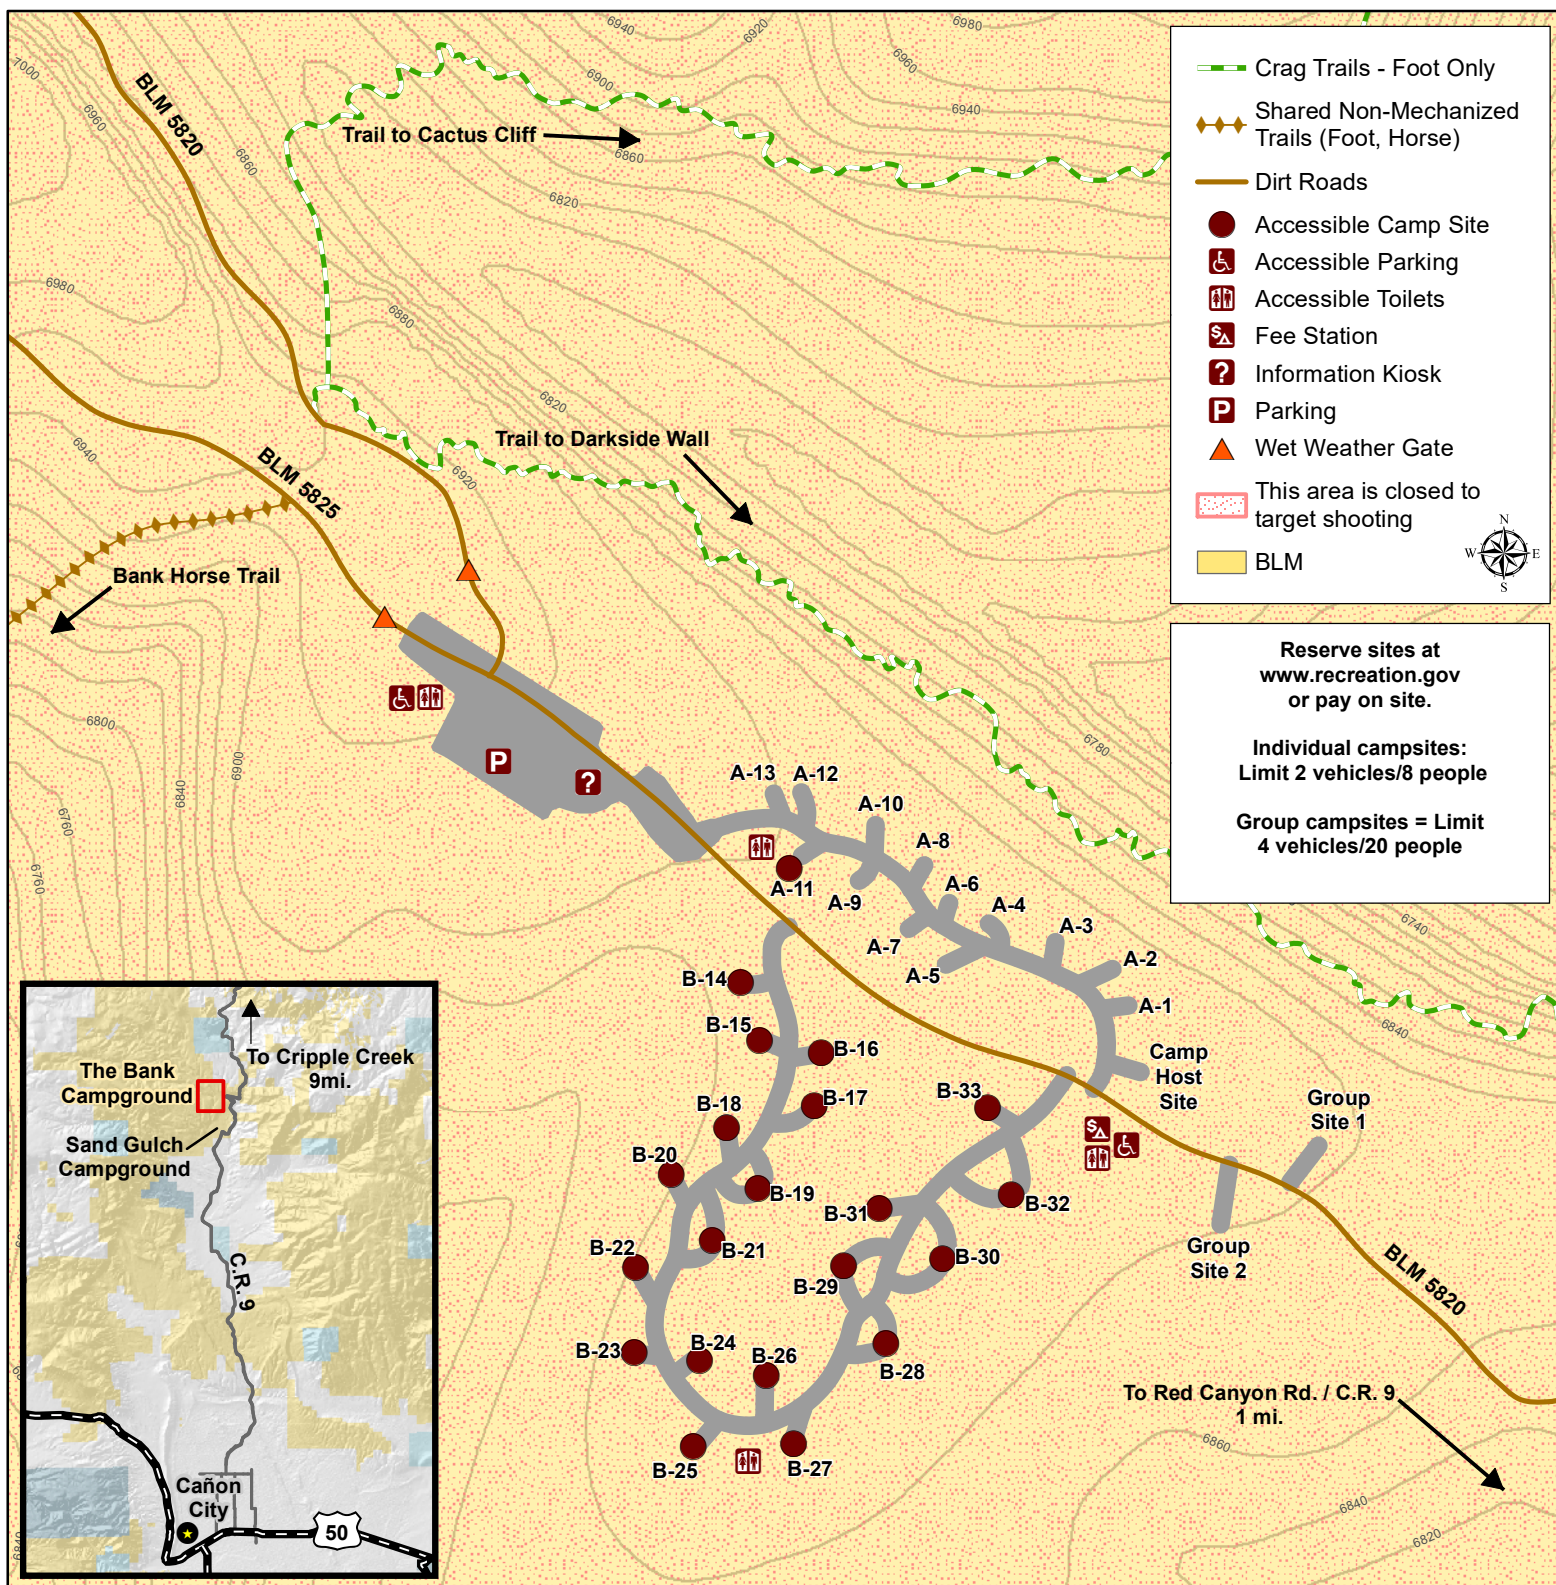 Crag Trails - Foot Only
Shared Non-Mechanized
Trails (Foot, Horse)
Dirt Roads
Accessible Camp Site
Accessible Parking
Accessible Toilets
Fee Station
Information Kiosk
Parking
Wet Weather Gate
This area is closed to
target shooting
BLM
N
W
E
S
Reserve sites at
www.recreation.gov
or pay on site.
Individual campsites:
Limit 2 vehicles/8 people
Group campsites = Limit
4 vehicles/20 people
7000
6960
6940
6920
6980
6960
6940
6900
6860
6860
6820
6980
6880
6820
6940
6920
6800
6900
6840
6760
6760
6780
6740
6840
6860
6840
6820
6840
BLM 5820
Trail to Cactus Cliff
Trail to Darkside Wall
BLM 5825
Bank Horse Trail
P
?
A-13
A-12
A-10
A-8
A-11
A-9
A-6
A-4
A-7
A-3
A-5
A-2
A-1
B-14
B-15
B-16
B-17
B-18
B-33
Camp
Host
Site
Group
Site 1
B-20
B-19
B-31
B-32
B-21
B-22
B-30
B-29
Group
Site 2
BLM 5820
B-23
B-24
B-26
B-28
B-25
B-27
To Red Canyon Rd. / C.R. 9
1 mi.
To Cripple Creek
9mi.
The Bank
Campground
Sand Gulch
Campground
C.R. 9
Cañon
City
50